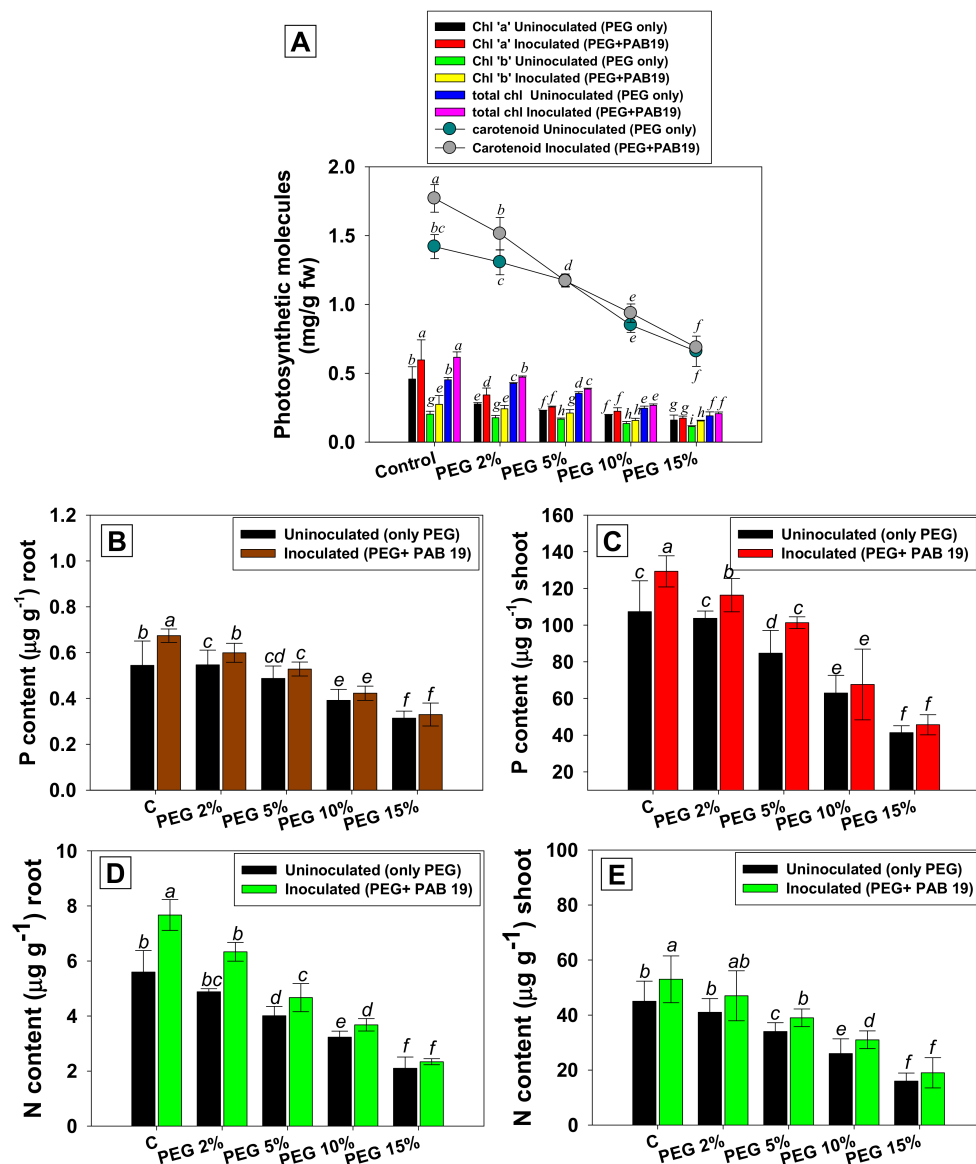 A
Chl 'a' Uninoculated (PEG only)
Chl 'a' Inoculated (PEG+PAB19)
Chl 'b' Uninoculated (PEG only)
Chl 'b' Inoculated (PEG+PAB19)
total chl Uninoculated (PEG only)
total chl Inoculated (PEG+PAB19)
carotenoid Uninoculated (PEG only)
Carotenoid Inoculated (PEG+PAB19)
Photosynthetic molecules
(mg/g fw)
2.0
1.5
1.0
0.5
0.0
a
bc
b
c
d
e
e
f
f
b a g e b a
g d g e c b
f f h g d c
f f h h e e
g g i h f f
Control PEG 2% PEG 5% PEG 10% PEG 15%
B
Uninoculated (only PEG)
Inoculated (PEG+ PAB 19)
P content (µg g-1) root
1.2
1.0
0.8
0.6
0.4
0.2
0.0
b a c b cd c e e f f
C PEG 2% PEG 5% PEG 10% PEG 15%
C
Uninoculated (only PEG)
Inoculated (PEG+ PAB 19)
P content (µg g-1) shoot
160
140
120
100
80
60
40
20
c a c b d c e e f f
C PEG 2% PEG 5% PEG 10% PEG 15%
D
Uninoculated (only PEG)
Inoculated (PEG+ PAB 19)
N content (µg g-1) root
10
8
6
4
2
0
b a bc b d c e d f f
C PEG 2% PEG 5% PEG 10% PEG 15%
E
Uninoculated (only PEG)
Inoculated (PEG+ PAB 19)
N content (µg g-1) shoot
100
80
60
40
20
0
b a b ab c b e d f f
C PEG 2% PEG 5% PEG 10% PEG 15%